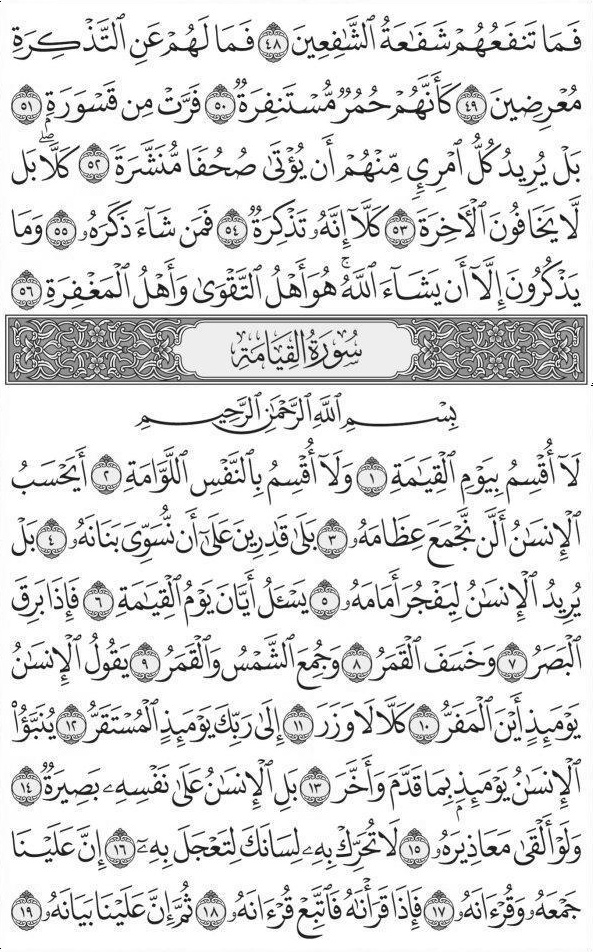 فَمَا تَنفَعُهُمْ شَفَٰعَةُ ٱلشَّٰفِعِينَ ٤٨ فَمَا لَهُمْ عَنِ ٱلتَّذْكِرَةِ
مُعْرِضِينَ ٤٩ كَأَنَّهُمْ حُمُرٌ مُّسْتَنفِرَةٌ ٥٠ فَرَّتْ مِن قَسْوَرَةٍۭ ٥١
بَلْ يُرِيدُ كُلُّ ٱمْرِئٍ مِّنْهُمْ أَن يُؤْتَىٰ صُحُفًا مُّنَشَّرَةً ٥٢ كَلَّاۖ بَل
لَّا يَخَافُونَ ٱلْأَخِرَةَ ٥٣ كَلَّآ إِنَّهُۥ تَذْكِرَةٌ ٥٤ فَمَن شَآءَ ذَكَرَهُۥ ٥٥ وَمَا
يَذْكُرُونَ إِلَّآ أَن يَشَآءَ ٱللَّهُۚ هُوَ أَهْلُ ٱلتَّقْوَىٰ وَأَهْلُ ٱلْمَغْفِرَةِ ٥٦
سُورَةُ القِيَامَةِ
بِسْمِ ٱللَّهِ ٱلرَّحْمَٰنِ ٱلرَّحِيمِ
لَآ أُقْسِمُ بِيَوْمِ ٱلْقِيَٰمَةِ ١ وَلَآ أُقْسِمُ بِٱلنَّفْسِ ٱللَّوَّامَةِ ٢ أَيَحْسَبُ
ٱلْإِنسَٰنُ أَلَّن نَّجْمَعَ عِظَامَهُۥ ٣ بَلَىٰ قَٰدِرِينَ عَلَىٰٓ أَن نُّسَوِّىَ بَنَانَهُۥ ٤ بَلْ
يُرِيدُ ٱلْإِنسَٰنُ لِيَفْجُرَ أَمَامَهُۥ ٥ يَسْـَٔلُ أَيَّانَ يَوْمُ ٱلْقِيَٰمَةِ ٦ فَإِذَا بَرِقَ
ٱلْبَصَرُ ٧ وَخَسَفَ ٱلْقَمَرُ ٨ وَجُمِعَ ٱلشَّمْسُ وَٱلْقَمَرُ ٩ يَقُولُ ٱلْإِنسَٰنُ
يَوْمَئِذٍ أَيْنَ ٱلْمَفَرُّ ١٠ كَلَّا لَا وَزَرَ ١١ إِلَىٰ رَبِّكَ يَوْمَئِذٍ ٱلْمُسْتَقَرُّ ١٢ يُنَبَّؤُا۟
ٱلْإِنسَٰنُ يَوْمَئِذٍۭ بِمَا قَدَّمَ وَأَخَّرَ ١٣ بَلِ ٱلْإِنسَٰنُ عَلَىٰ نَفْسِهِۦ بَصِيرَةٌ ١٤
وَلَوْ أَلْقَىٰ مَعَاذِيرَهُۥ ١٥ لَا تُحَرِّكْ بِهِۦ لِسَانَكَ لِتَعْجَلَ بِهِۦٓ ١٦ إِنَّ عَلَيْنَا
جَمْعَهُۥ وَقُرْءَانَهُۥ ١٧ فَإِذَا قَرَأْنَٰهُ فَٱتَّبِعْ قُرْءَانَهُۥ ١٨ ثُمَّ إِنَّ عَلَيْنَا بَيَانَهُۥ ١٩